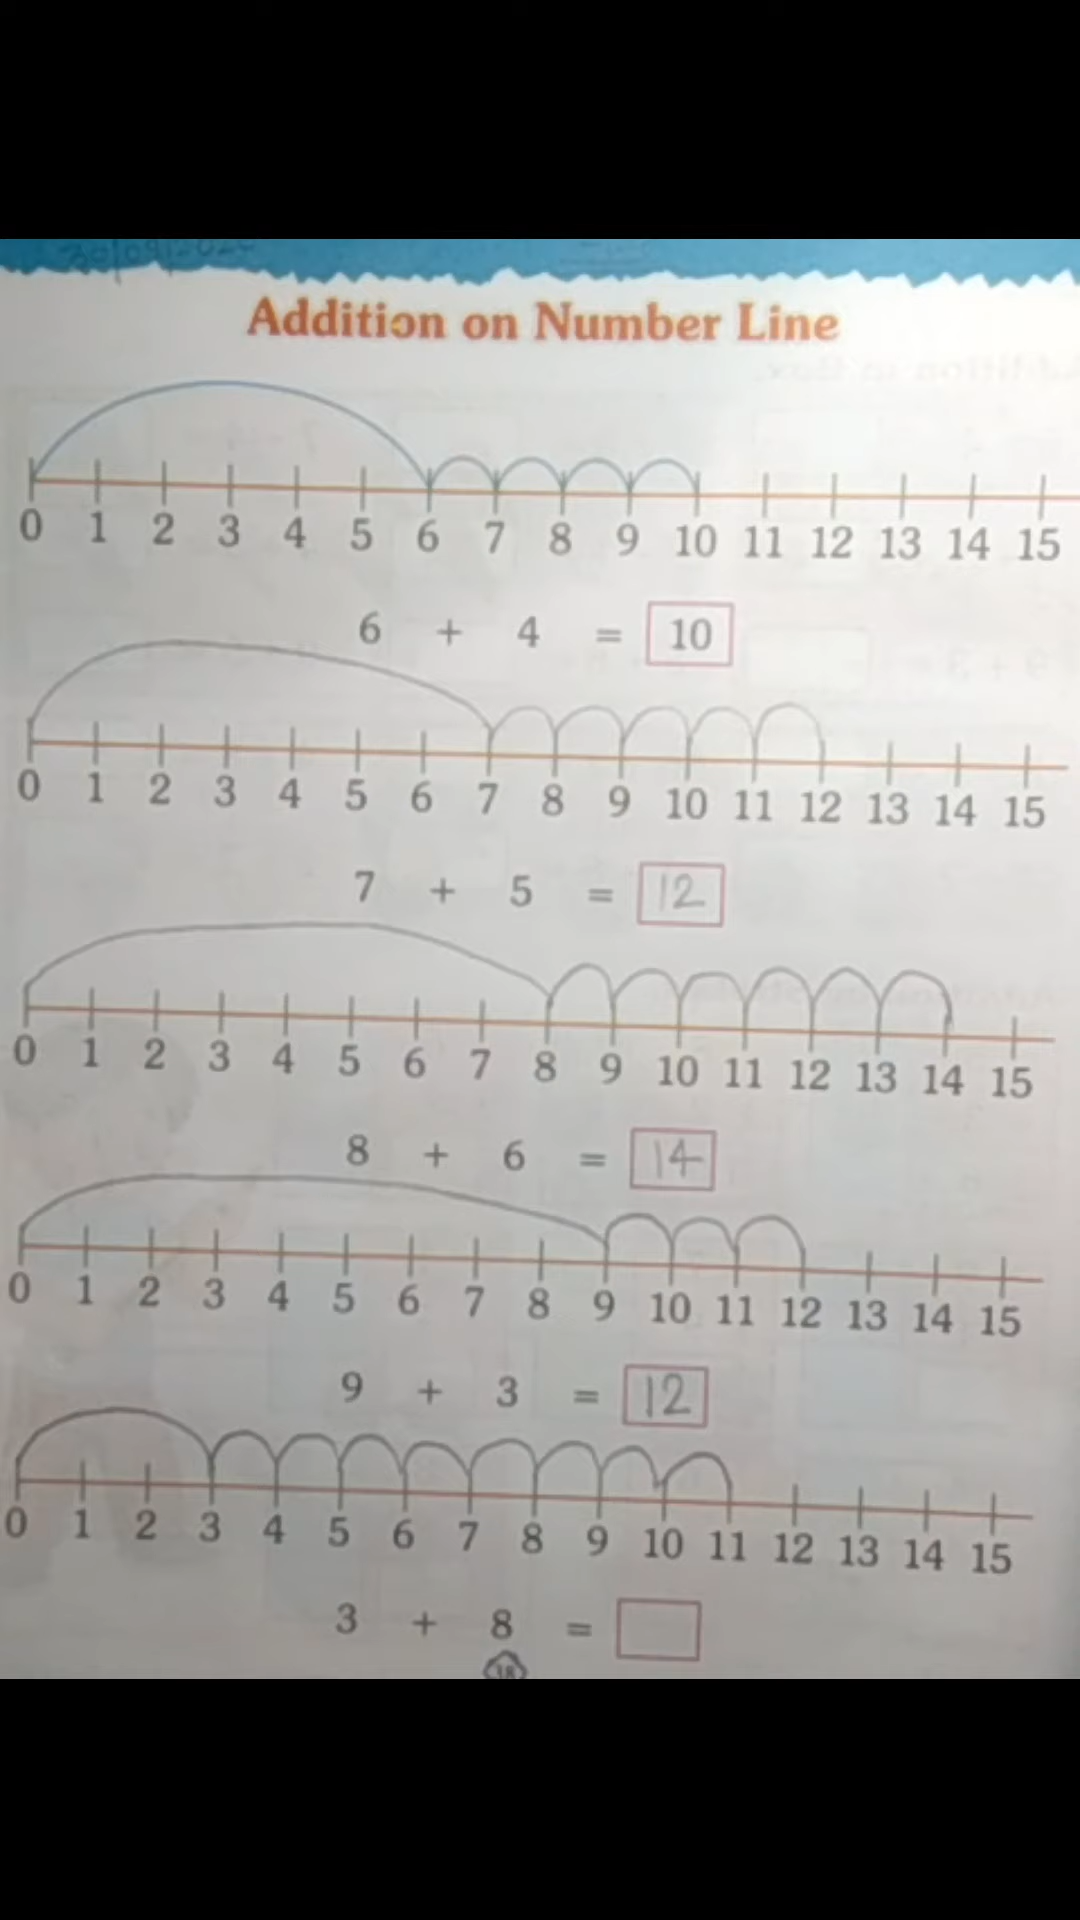 Addition on Number Line
0 1 2 3 4 5 6 7 8 9 10 11 12 13 14 15
6 + 4 = 10
0 1 2 3 4 5 6 7 8 9 10 11 12 13 14 15
7 + 5 = 12
0 1 2 3 4 5 6 7 8 9 10 11 12 13 14 15
8 + 6 = 14
0 1 2 3 4 5 6 7 8 9 10 11 12 13 14 15
9 + 3 = 12
0 1 2 3 4 5 6 7 8 9 10 11 12 13 14 15
3 + 8 =
18